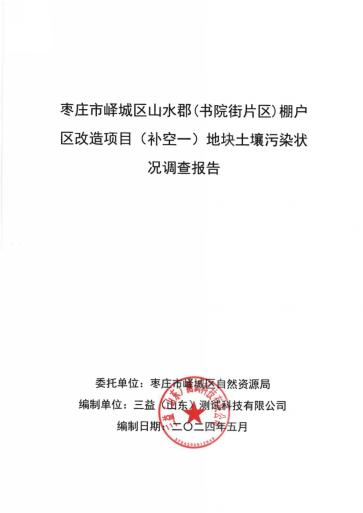 枣庄市峄城区山水郡(书院街片区)棚户
区改造项目（补空一）地块土壤污染状
况调查报告
委托单位：枣庄市峄城区自然资源局
编制单位：三益（山东）测试科技有限公司
编制日期：二〇二四年五月